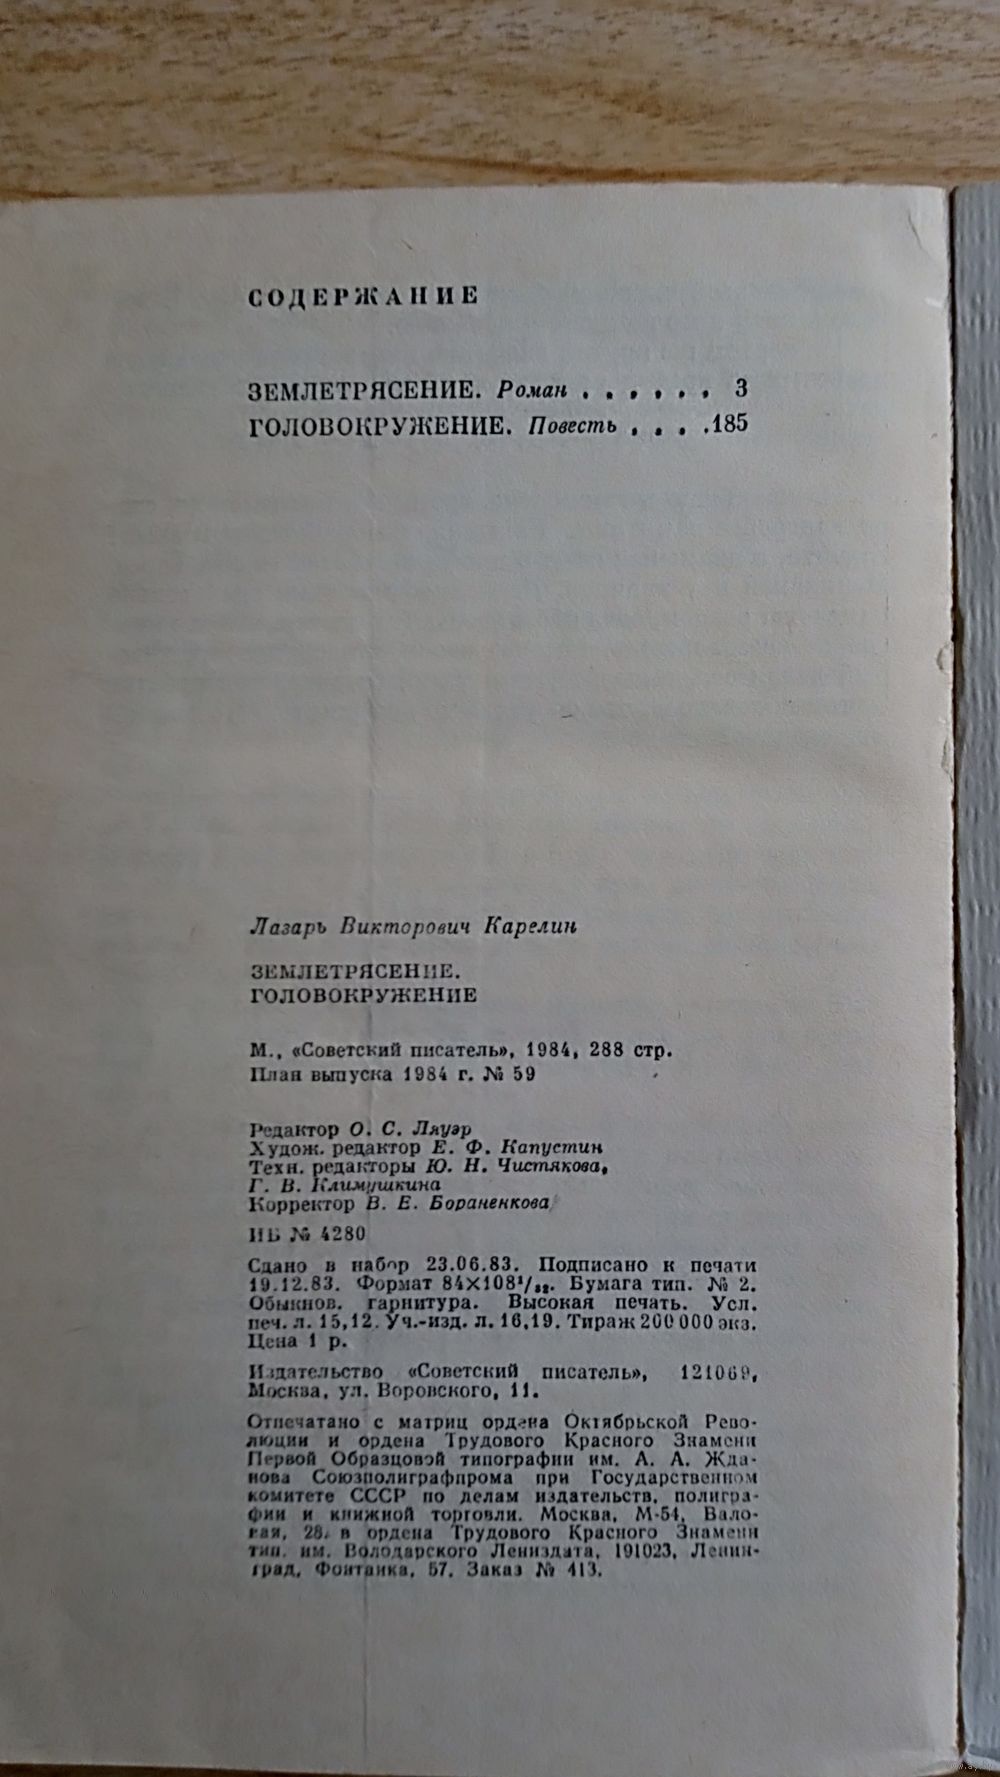 СОДЕРЖАНИЕ
ЗЕМЛЕТРЯСЕНИЕ. Роман . . . . . . 3
ГОЛОВОКРУЖЕНИЕ. Повесть . . . .185
Лазарь Викторович Карелин
ЗЕМЛЕТРЯСЕНИЕ.
ГОЛОВОКРУЖЕНИЕ
М., «Советский писатель», 1984, 288 стр.
План выпуска 1984 г. № 59
Редактор О. С. Ляуэр
Худож. редактор Е. Ф. Капустин
Техн. редакторы Ю. Н. Чистякова,
Г. В. Климушкина
Корректор В. Е. Бораненкова
ИБ № 4280
Сдано в набор 23.06.83. Подписано к печати
19.12.83. Формат 84×108¹/₃₂. Бумага тип. № 2.
Обыкнов. гарнитура. Высокая печать. Усл.
печ. л. 15,12. Уч.-изд. л. 16,19. Тираж 200 000 экз.
Цена 1 р.
Издательство «Советский писатель», 121069,
Москва, ул. Воровского, 11.
Отпечатано с матриц ордена Октябрьской Рево-
люции и ордена Трудового Красного Знамени
Первой Образцовой типографии им. А. А. Жда-
нова Союзполиграфпрома при Государственном
комитете СССР по делам издательств, полигра-
фии и книжной торговли. Москва, М-54, Вало-
вая, 28, в ордена Трудового Красного Знамени
тип. им. Володарского Лениздата, 191023, Ленин-
град, Фонтанка, 57. Заказ № 413.